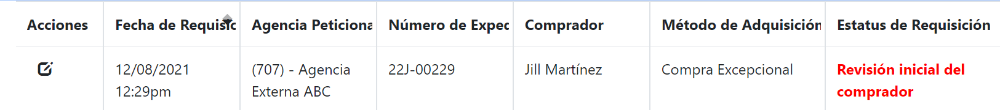 Acciones Fecha de Requisic Agencia Peticiona Número de Exped Comprador Método de Adquisición Estatus de Requisición
12/08/2021 (707) - Agencia 22J-00229 Jill Martínez Compra Excepcional Revisión inicial del
12:29pm Externa ABC comprador